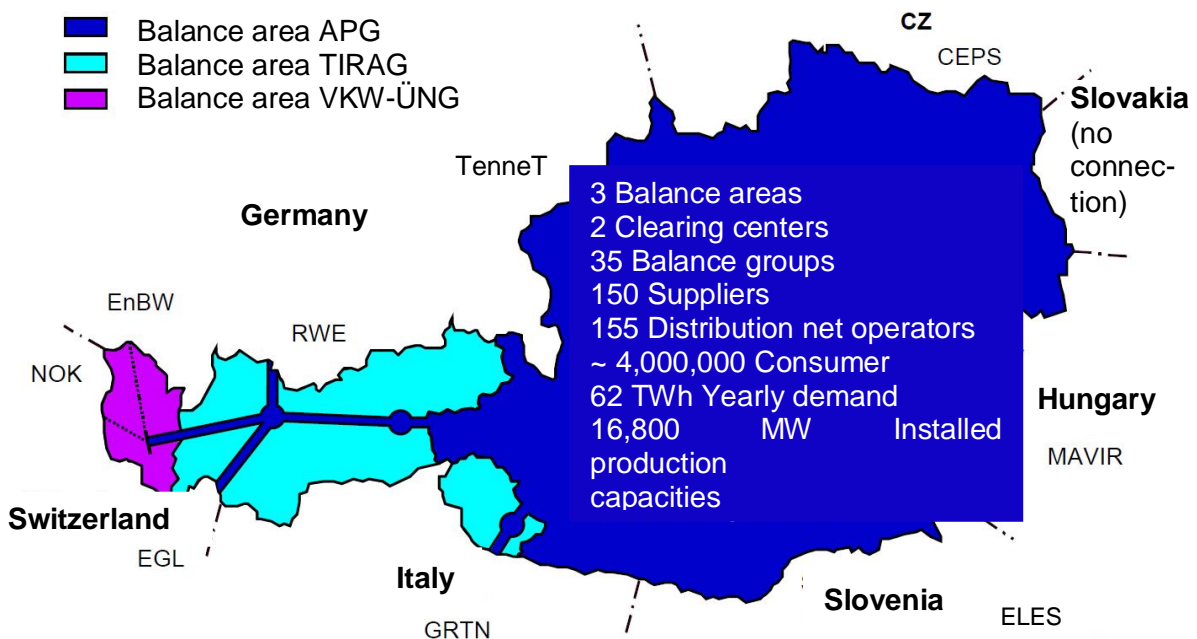 Balance area APG
Balance area TIRAG
Balance area VKW-ÜNG
CZ
CEPS
Slovakia
(no
connec-
tion)
TenneT
Germany
3 Balance areas
2 Clearing centers
35 Balance groups
150 Suppliers
155 Distribution net operators
~ 4,000,000 Consumer
62 TWh Yearly demand
16,800 MW Installed
production
capacities
EnBW
RWE
NOK
Hungary
MAVIR
Switzerland
EGL
Italy
GRTN
Slovenia
ELES